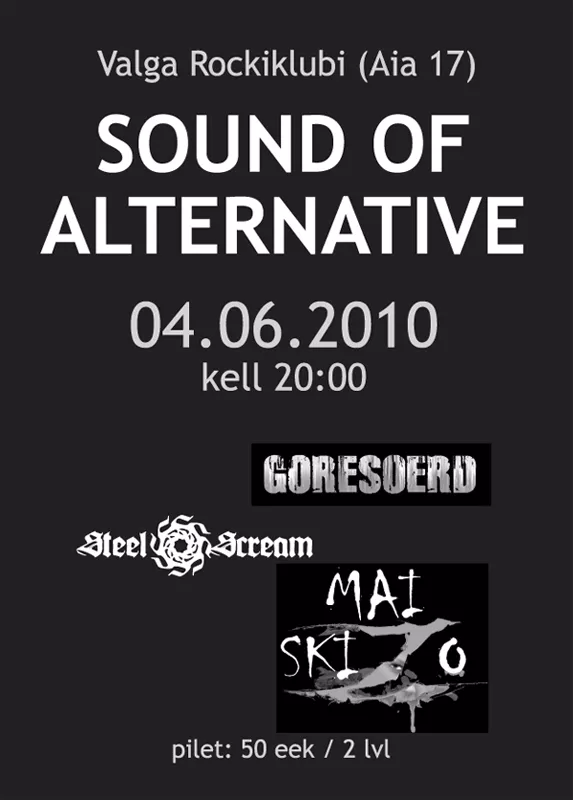 Valga Rockiklubi (Aia 17)
SOUND OF
ALTERNATIVE
04.06.2010
kell 20:00
GORESOERD
Steel Scream
MAI
SKIZO
pilet: 50 eek / 2 lvl